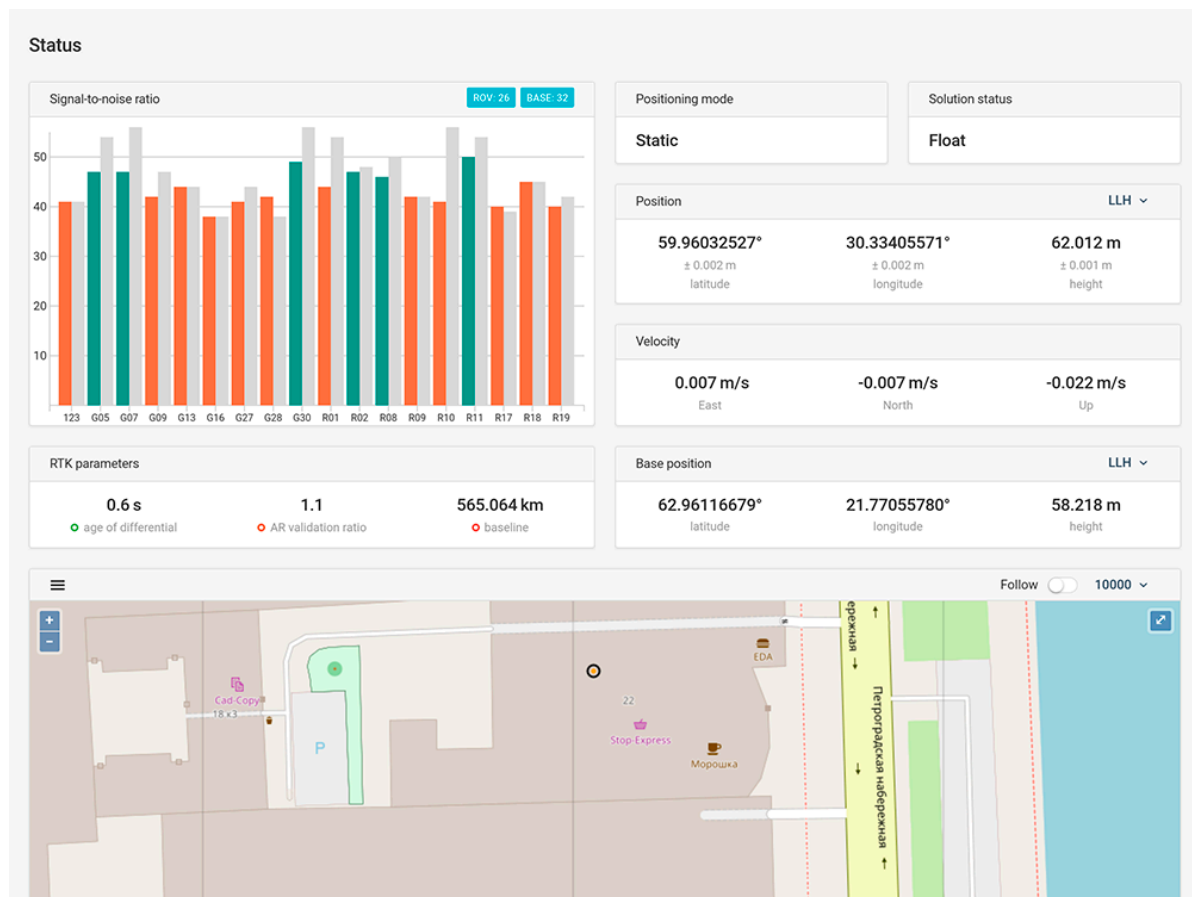 Status
Signal-to-noise ratio
ROV: 26 BASE: 32
50
40
30
20
10
123 G05 G07 G09 G13 G16 G27 G28 G30 R01 R02 R08 R09 R10 R11 R17 R18 R19
Positioning mode
Static
Solution status
Float
Position LLH
59.96032527° 30.33405571° 62.012 m
± 0.002 m ± 0.002 m ± 0.001 m
latitude longitude height
Velocity
0.007 m/s -0.007 m/s -0.022 m/s
East North Up
RTK parameters
0.6 s 1.1 565.064 km
age of differential AR validation ratio baseline
Base position LLH
62.96116679° 21.77055780° 58.218 m
latitude longitude height
Follow 10000
+
-
ережная
EDA
Cad-Copy
18 к3
22
Stop-Express
P
Морошка
Петроградская набережная